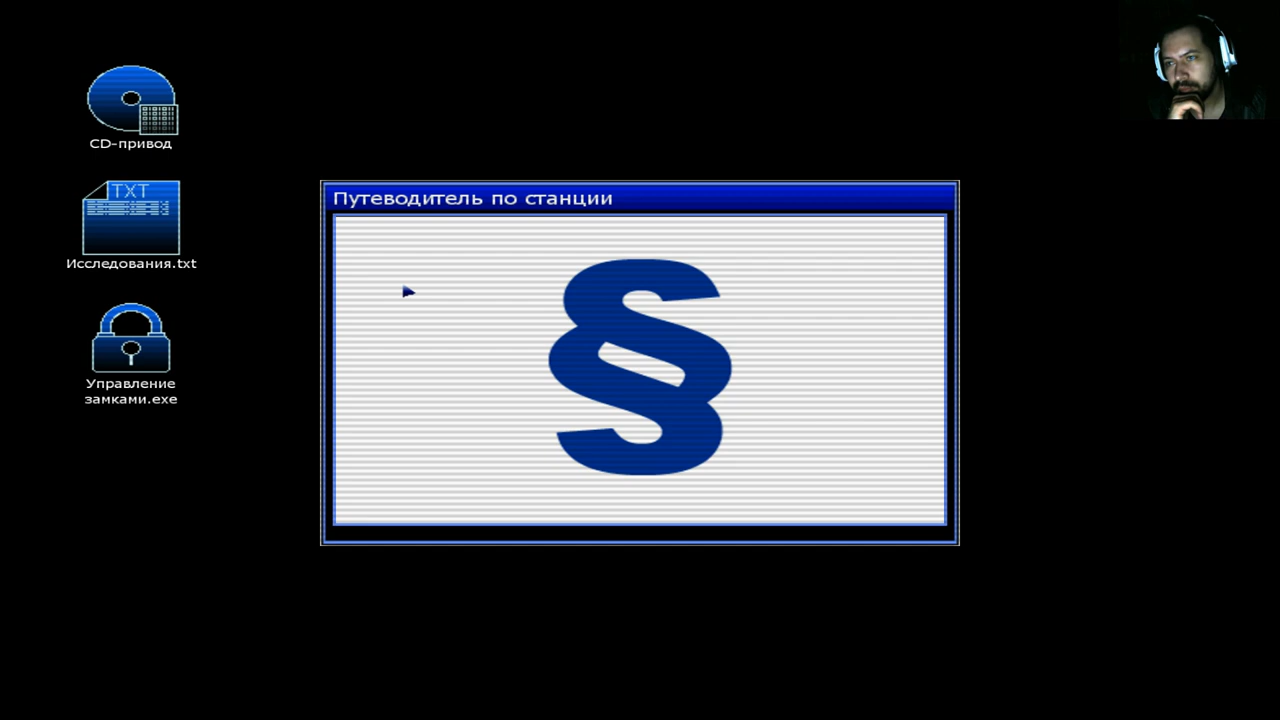 CD-привод
TXT
Исследования.txt
Управление
замками.exe
Путеводитель по станции
§